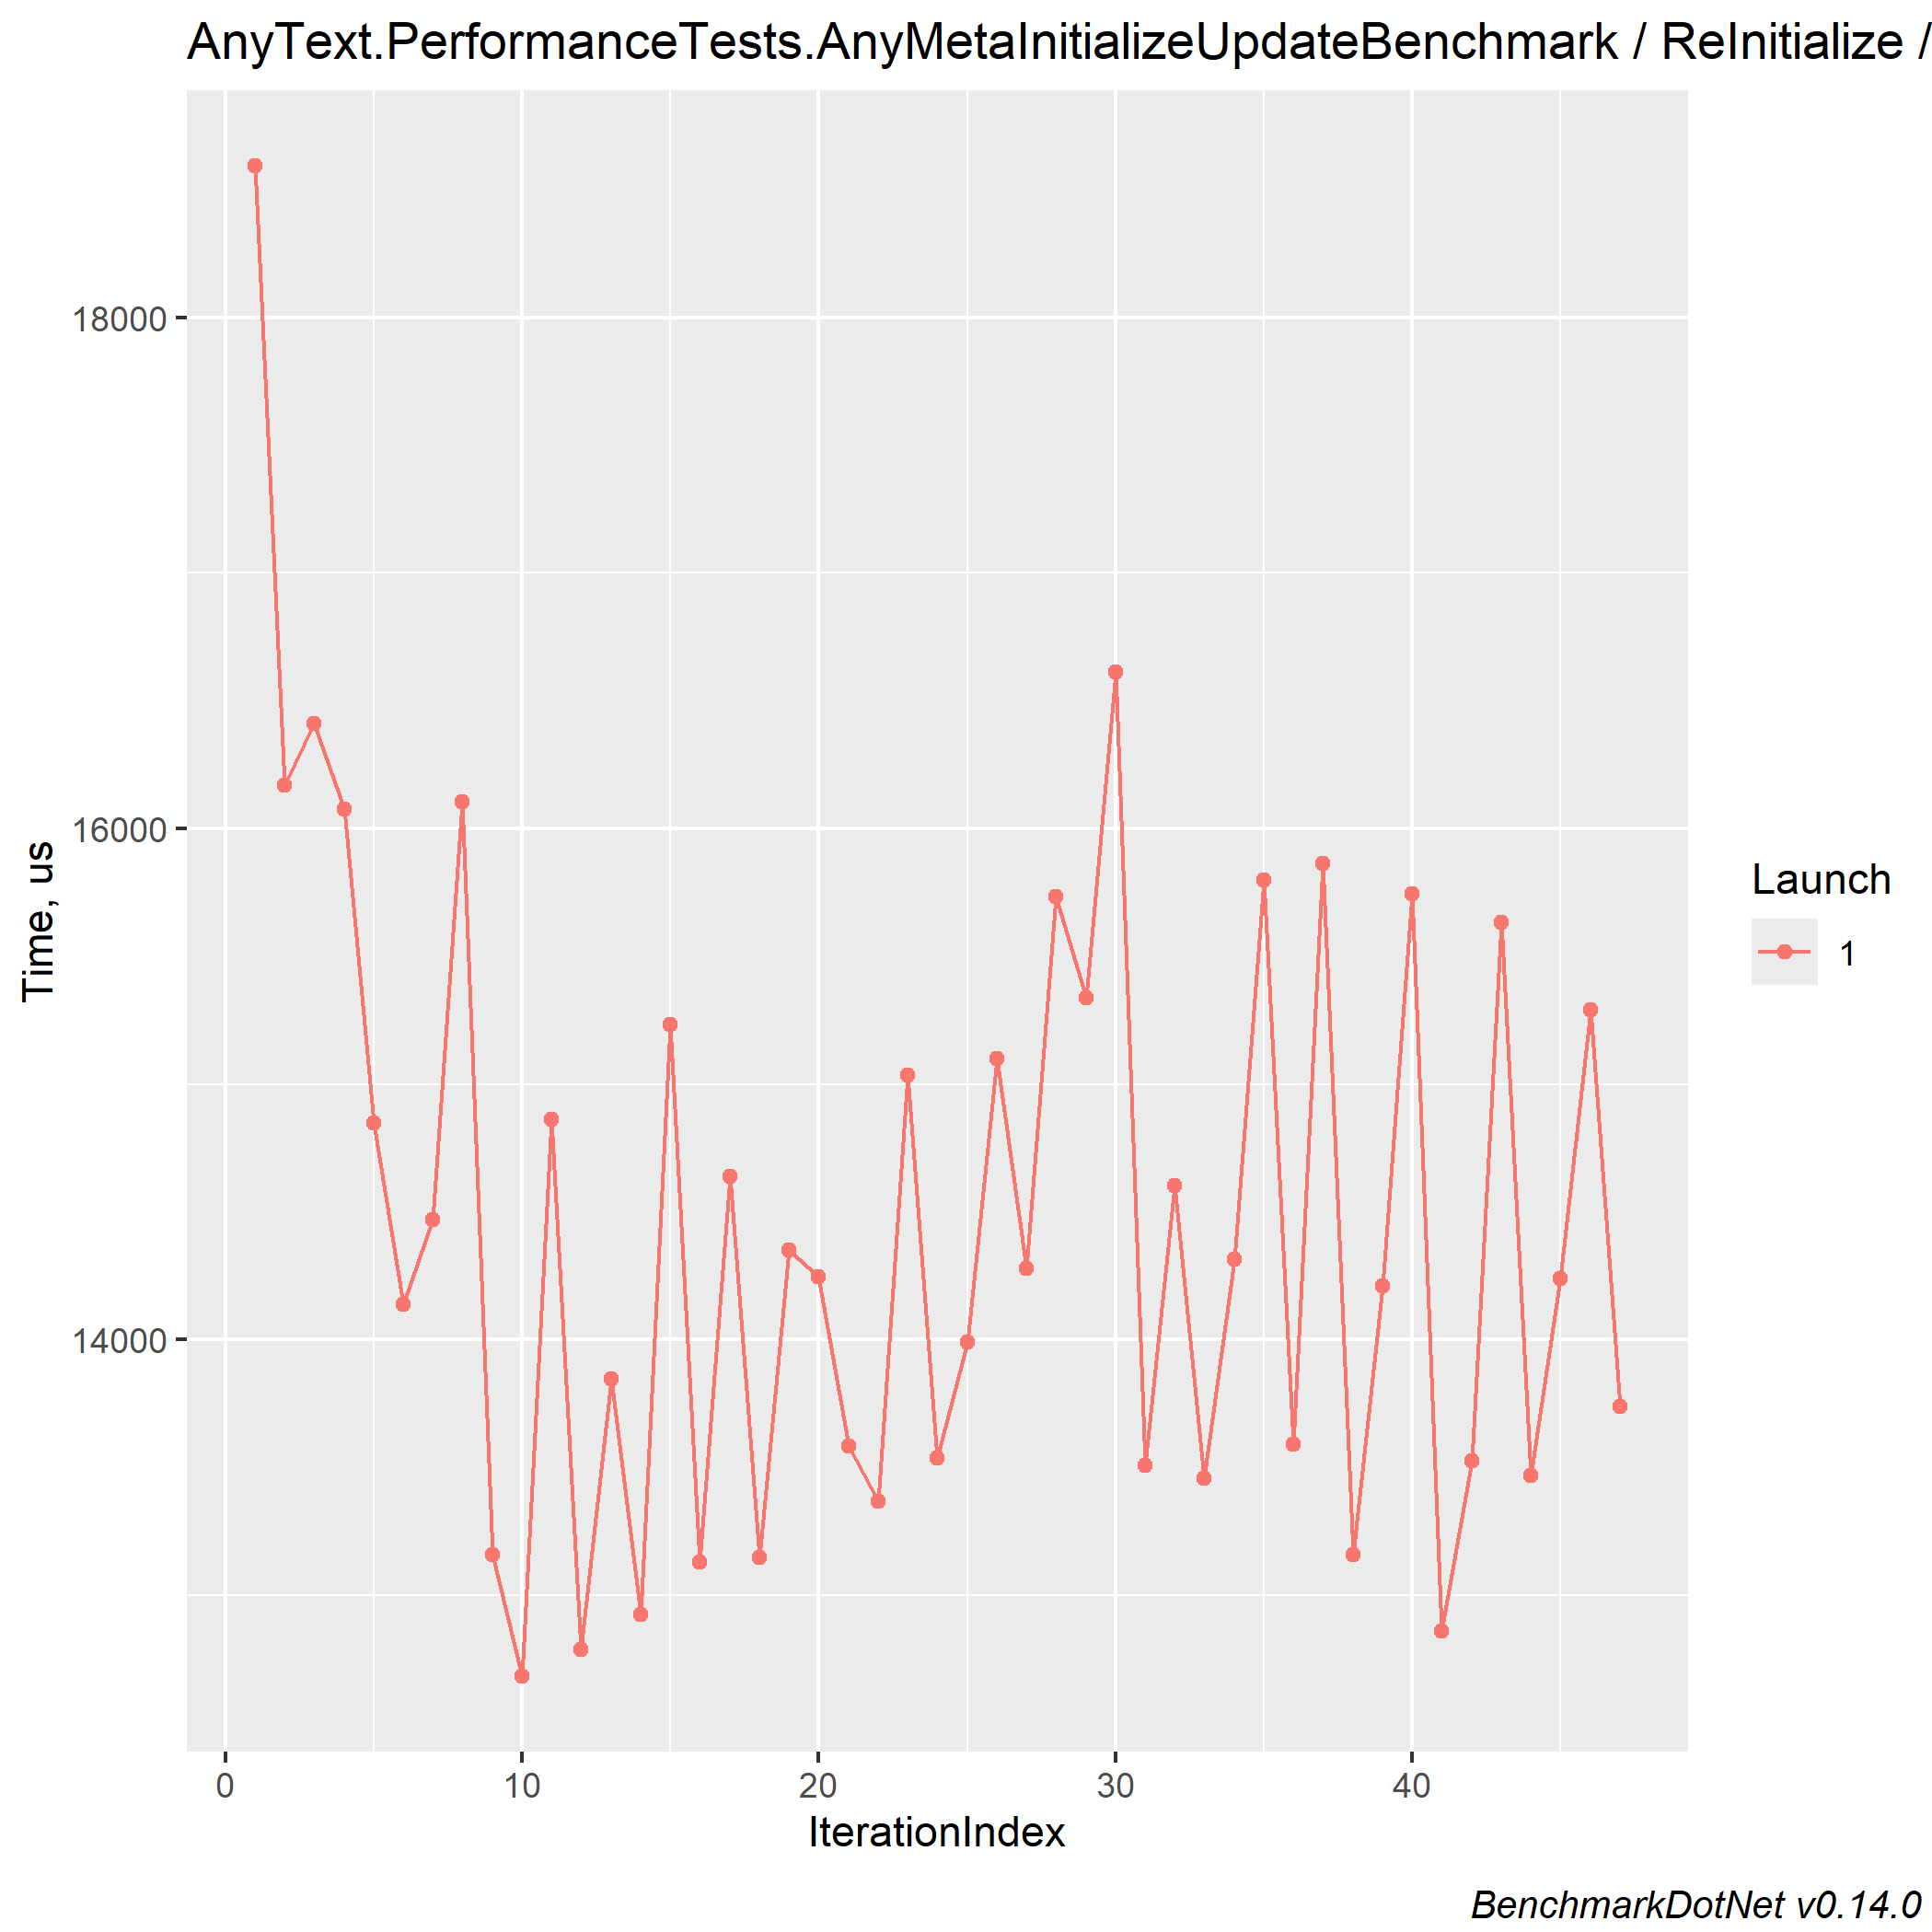 AnyText.PerformanceTests.AnyMetaInitializeUpdateBenchmark / ReInitialize /
18000
16000
14000
Time, us
0 10 20 30 40
IterationIndex
Launch
1
BenchmarkDotNet v0.14.0